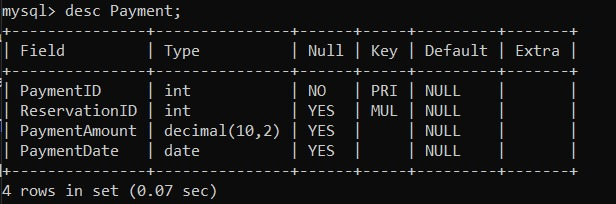 mysql> desc Payment;
+---------------+---------------+------+-----+---------+-------+
| Field         | Type          | Null | Key | Default | Extra |
+---------------+---------------+------+-----+---------+-------+
| PaymentID     | int           | NO   | PRI | NULL    |       |
| ReservationID | int           | YES  | MUL | NULL    |       |
| PaymentAmount | decimal(10,2) | YES  |     | NULL    |       |
| PaymentDate   | date          | YES  |     | NULL    |       |
+---------------+---------------+------+-----+---------+-------+
4 rows in set (0.07 sec)